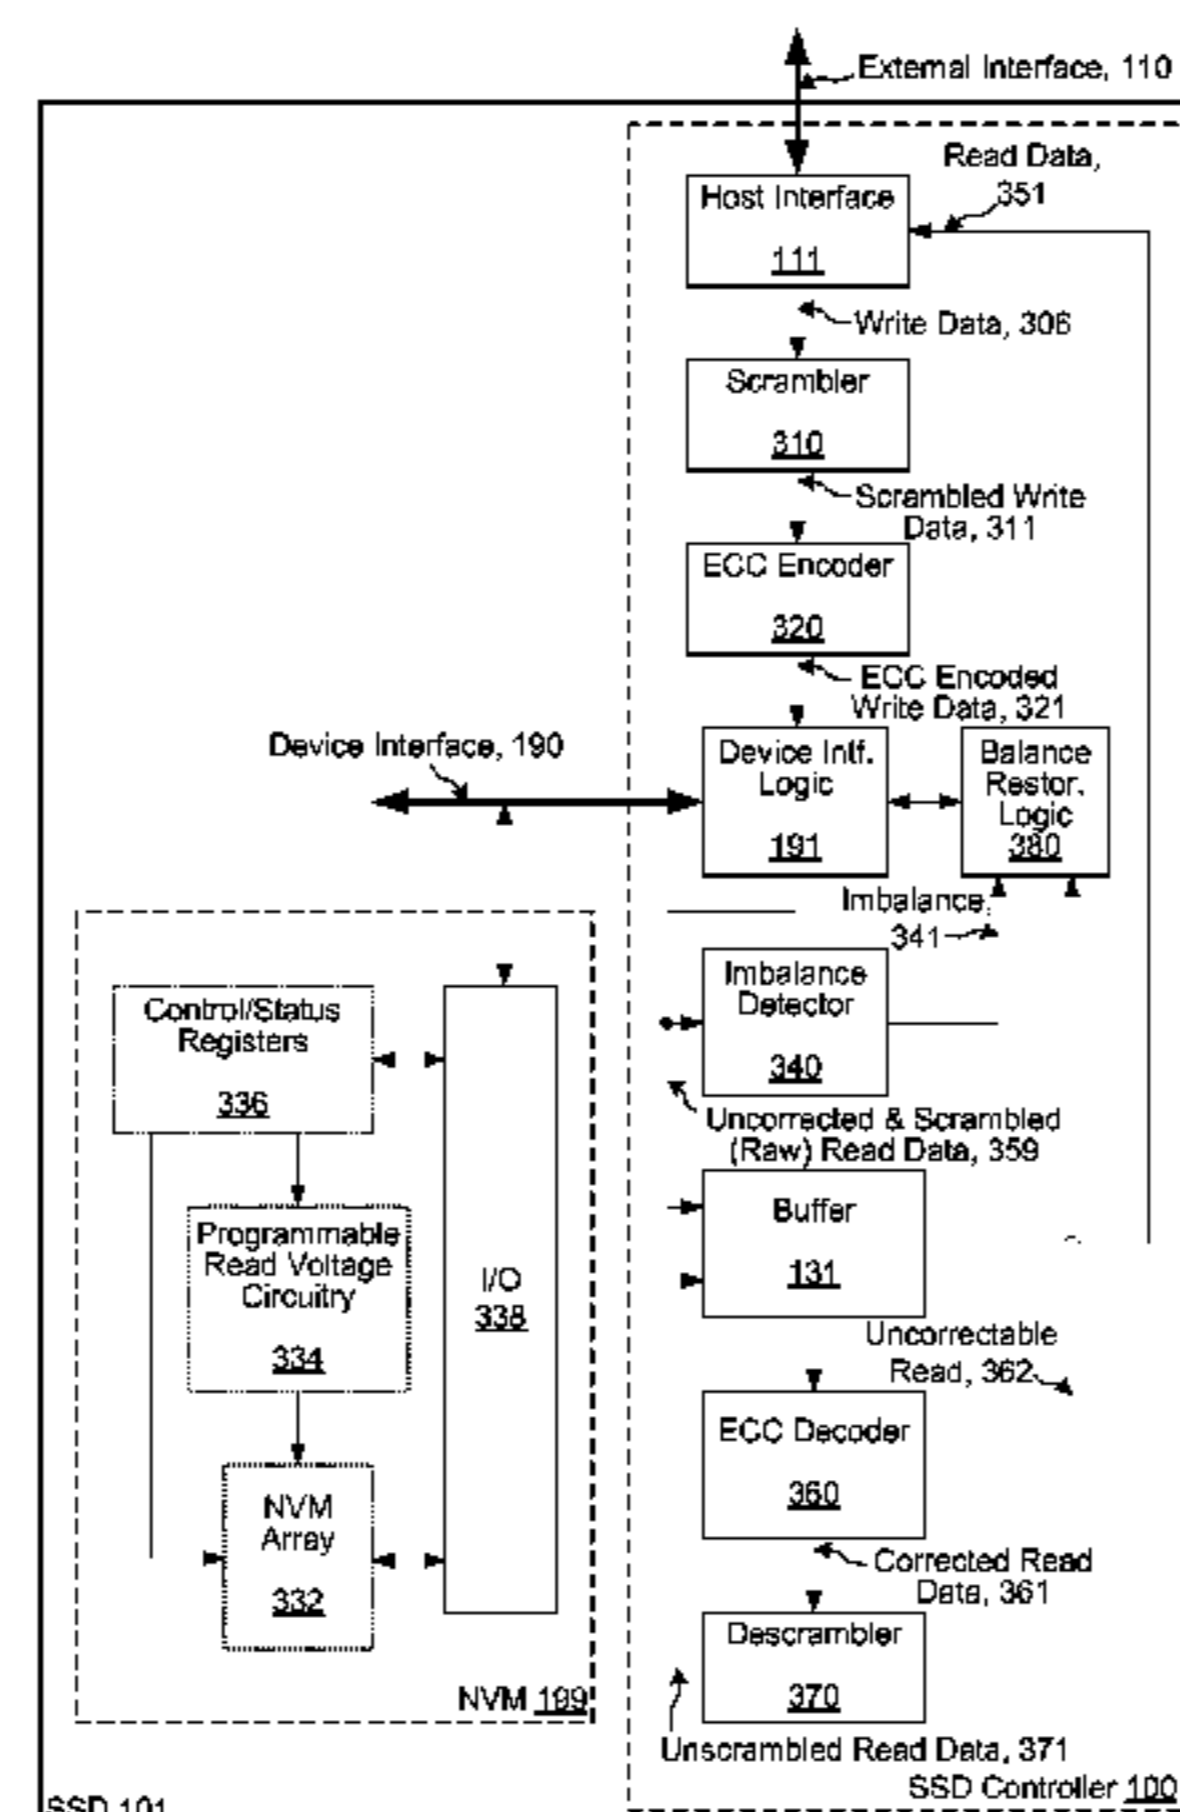 External Interface, 110
Read Data,
351
Host Interface
111
Write Data, 306
Scrambler
310
Scrambled Write
Data, 311
ECC Encoder
320
ECC Encoded
Write Data, 321
Device Interface, 190
Device Intf.
Logic
191
Balance
Restor.
Logic
380
Imbalance,
341
Imbalance
Detector
340
Uncorrected & Scrambled
(Raw) Read Data, 359
Control/Status
Registers
336
Programmable
Read Voltage
Circuitry
334
I/O
338
NVM
Array
332
NVM 199
Buffer
131
Uncorrectable
Read, 362
ECC Decoder
360
Corrected Read
Data, 361
Descrambler
370
Unscrambled Read Data, 371
SSD Controller 100
SSD 101